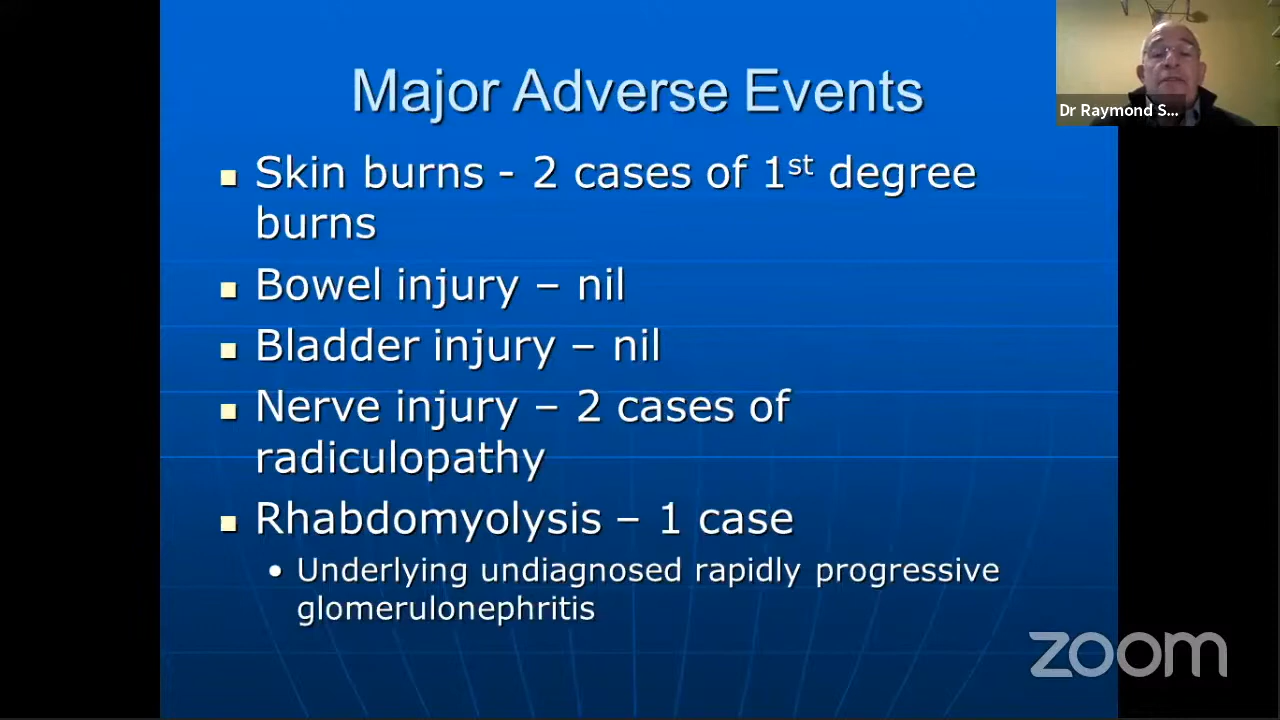 Major Adverse Events
Dr Raymond S...
Skin burns - 2 cases of 1st degree
burns
Bowel injury – nil
Bladder injury – nil
Nerve injury – 2 cases of
radiculopathy
Rhabdomyolysis – 1 case
• Underlying undiagnosed rapidly progressive
glomerulonephritis
zoom